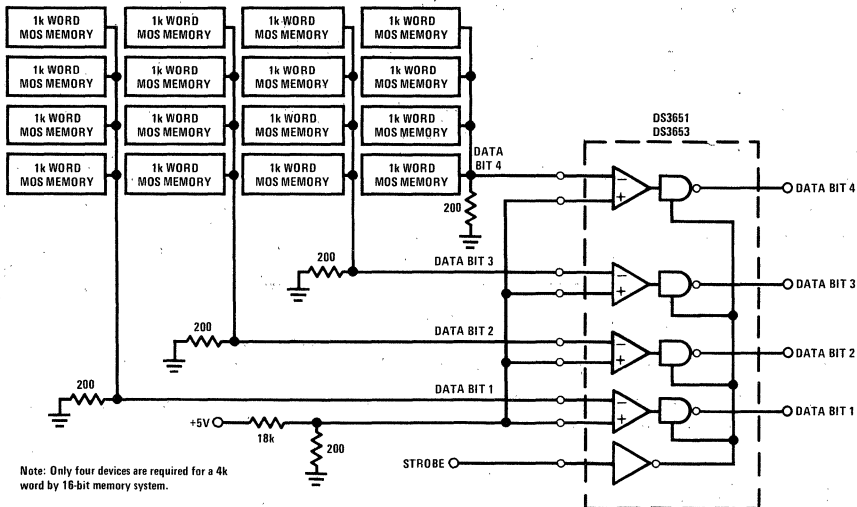 1k WORD 1k WORD 1k WORD 1k WORD
MOS MEMORY MOS MEMORY MOS MEMORY MOS MEMORY
1k WORD 1k WORD 1k WORD 1k WORD
MOS MEMORY MOS MEMORY MOS MEMORY MOS MEMORY
1k WORD 1k WORD 1k WORD 1k WORD
MOS MEMORY MOS MEMORY MOS MEMORY MOS MEMORY
1k WORD 1k WORD 1k WORD 1k WORD
MOS MEMORY MOS MEMORY MOS MEMORY MOS MEMORY
DS3651
DS3653
DATA
BIT 4
200
− +
DATA BIT 4
200
DATA BIT 3
− +
DATA BIT 3
200
DATA BIT 2
− +
DATA BIT 2
200
DATA BIT 1
− +
DATA BIT 1
+5V
18k
200
STROBE
Note: Only four devices are required for a 4k
word by 16-bit memory system.